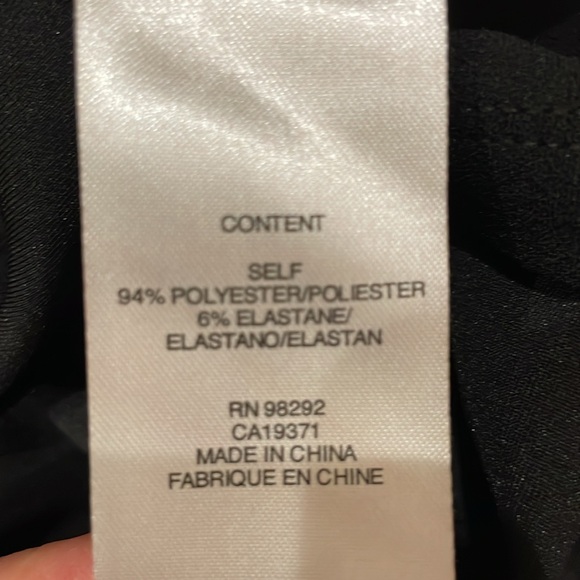 CONTENT
SELF
94% POLYESTER/POLIESTER
6% ELASTANE/
ELASTANO/ELASTAN
RN 98292
CA19371
MADE IN CHINA
FABRIQUE EN CHINE